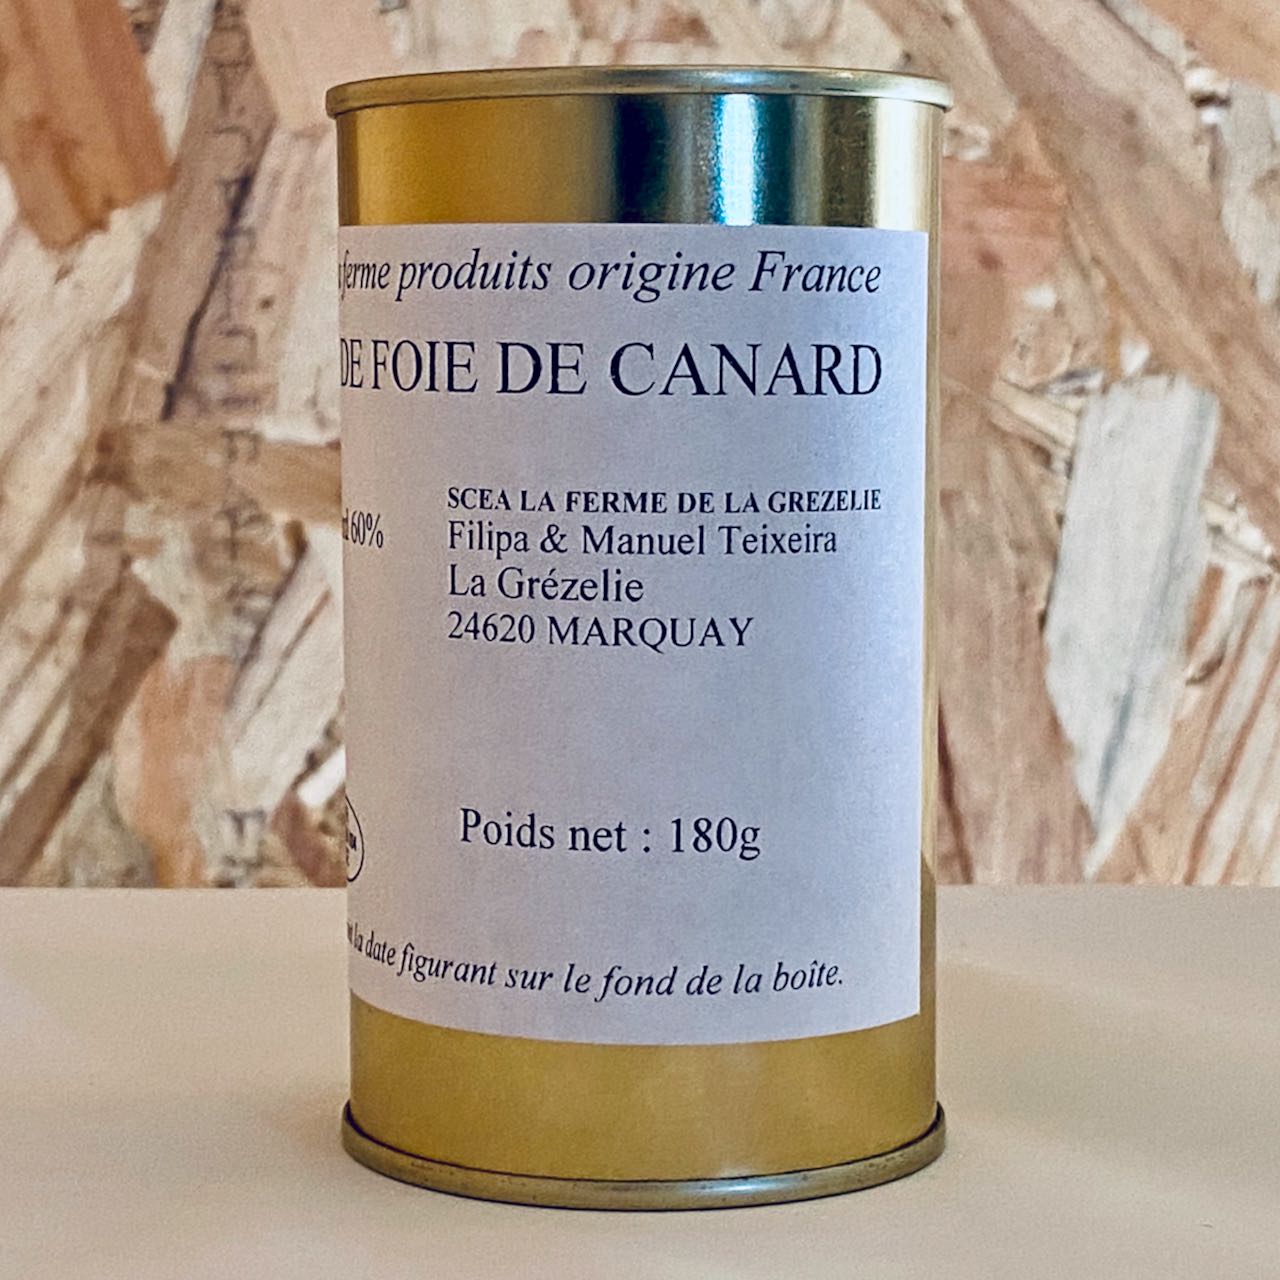 ferme produits origine France
DE FOIE DE CANARD
60%
SCEA LA FERME DE LA GREZELIE
Filipa & Manuel Teixeira
La Grézelie
24620 MARQUAY
Poids net : 180g
la date figurant sur le fond de la boîte.